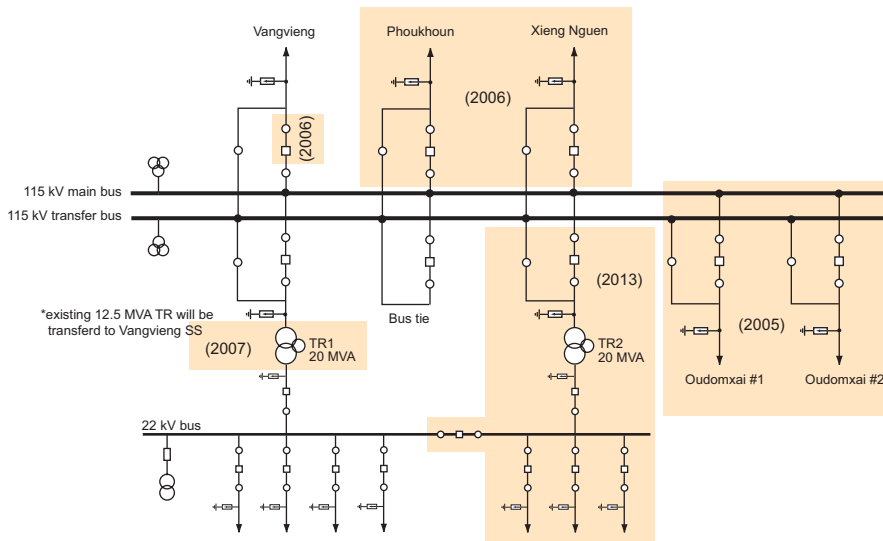 Vangvieng
Phoukhoun
Xieng Nguen
(2006)
(2006)
115 kV main bus
115 kV transfer bus
(2013)
*existing 12.5 MVA TR will be
transferd to Vangvieng SS
Bus tie
(2005)
(2007)
TR1
20 MVA
TR2
20 MVA
Oudomxai #1
Oudomxai #2
22 kV bus